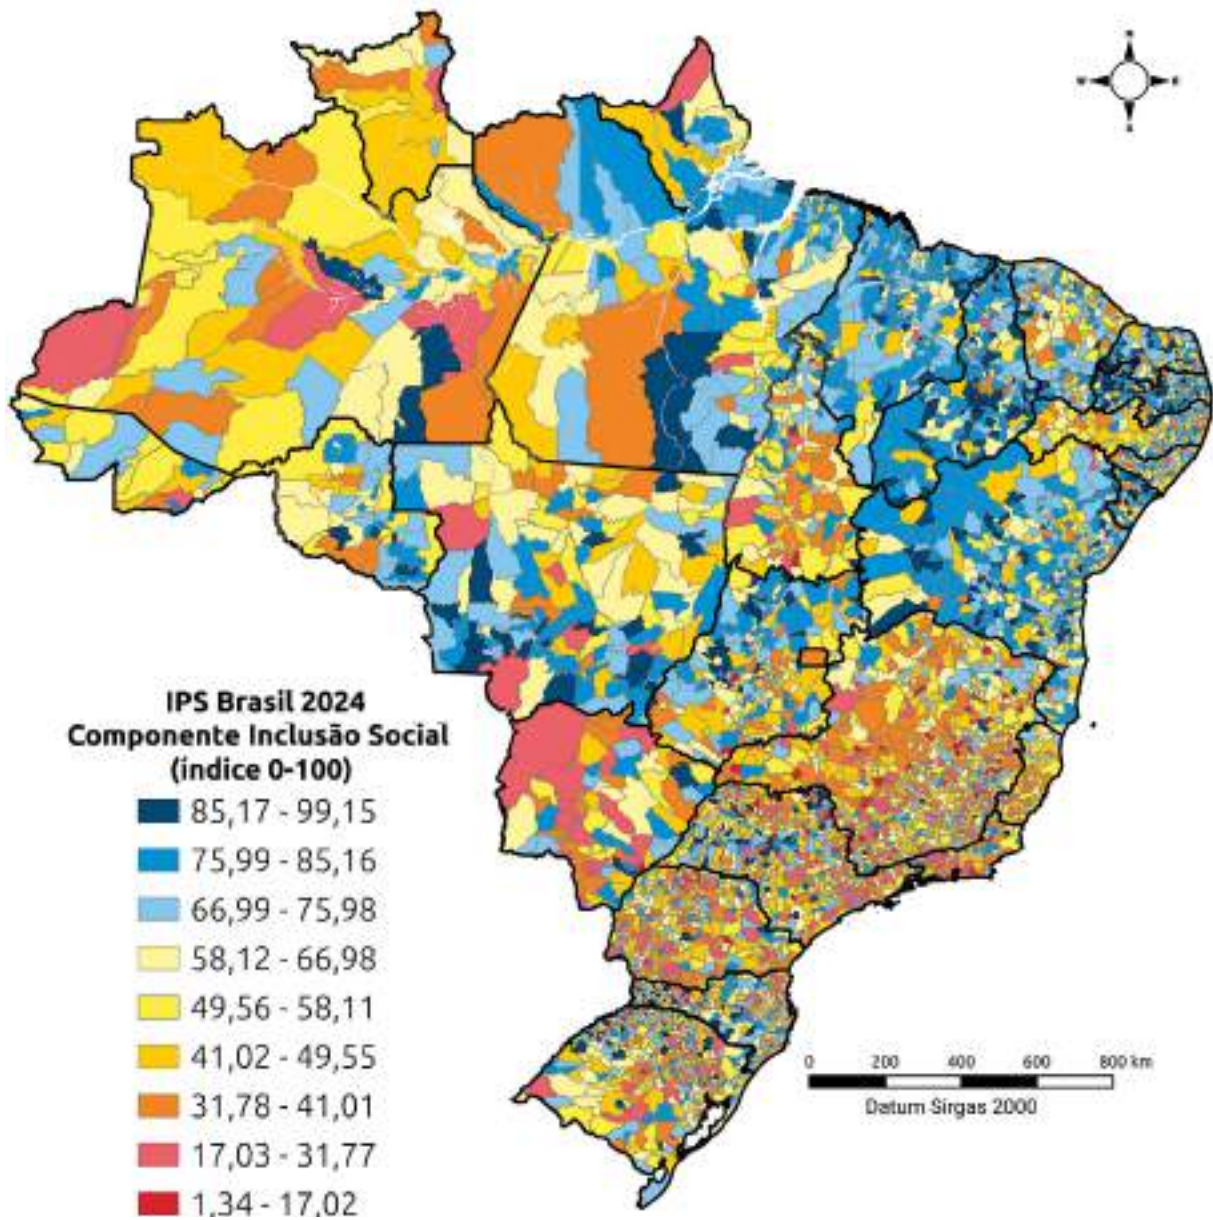 IPS Brasil 2024
Componente Inclusão Social
(índice 0-100)
85,17 - 99,15
75,99 - 85,16
66,99 - 75,98
58,12 - 66,98
49,56 - 58,11
41,02 - 49,55
31,78 - 41,01
17,03 - 31,77
1,34 - 17,02
0 200 400 600 800 km
Datum Sirgas 2000